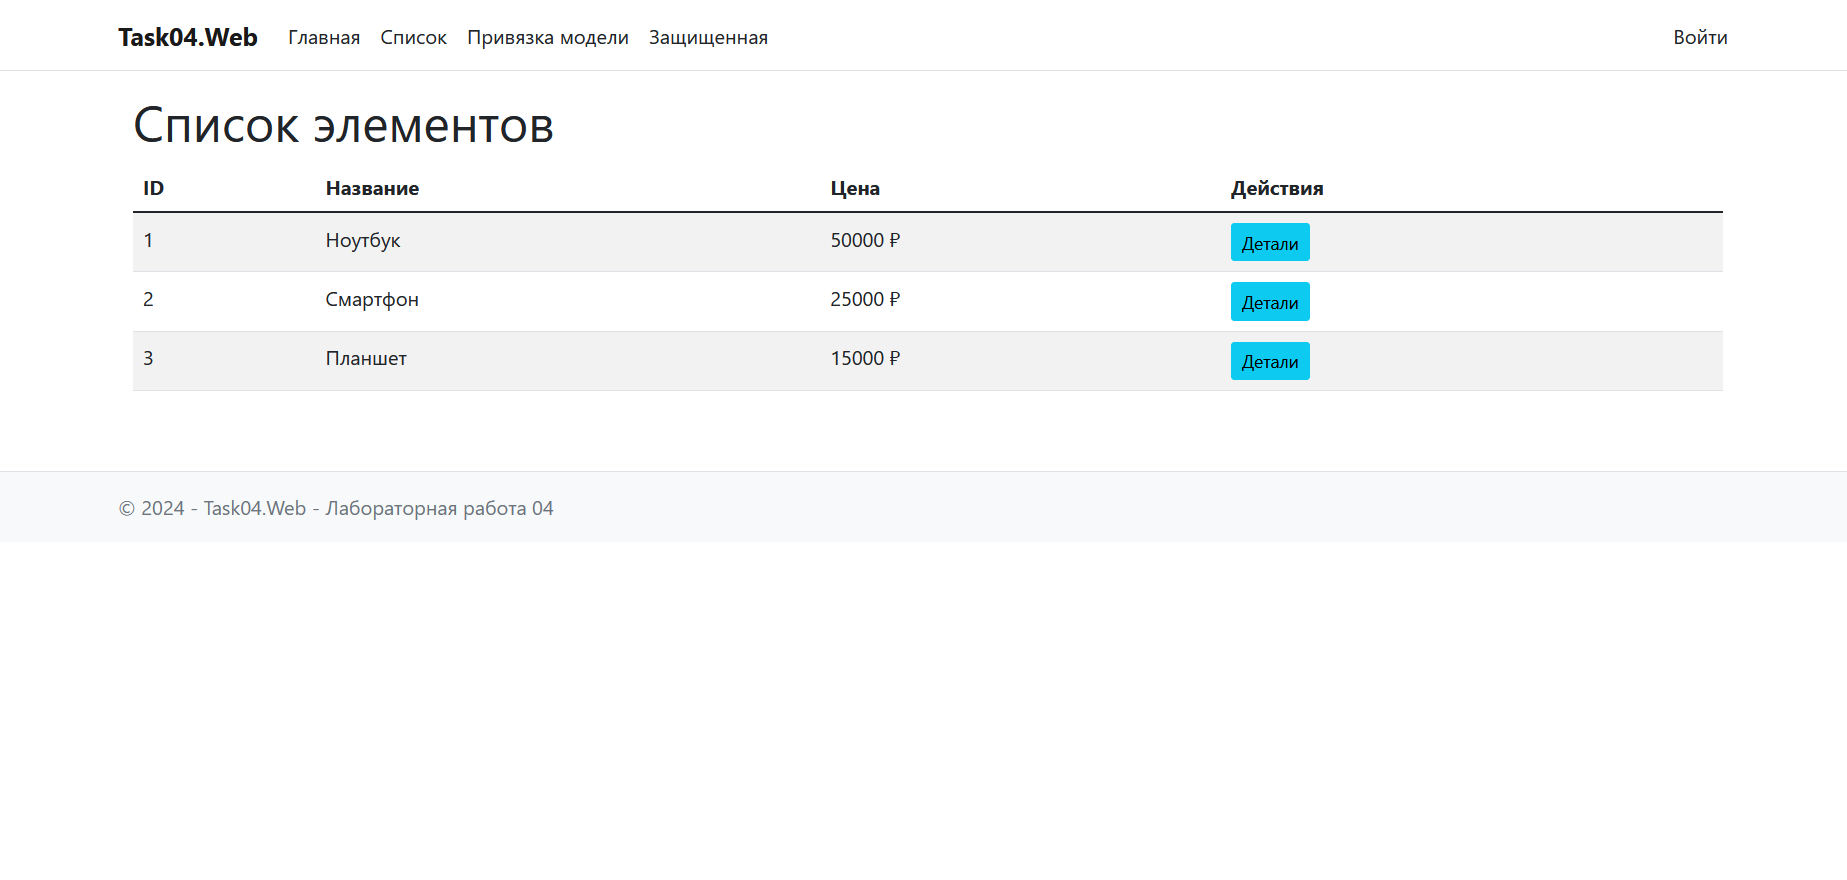 Task04.Web Главная Список Привязка модели Защищенная Войти
Список элементов
ID Название Цена Действия
1 Ноутбук 50000 ₽ Детали
2 Смартфон 25000 ₽ Детали
3 Планшет 15000 ₽ Детали
© 2024 - Task04.Web - Лабораторная работа 04